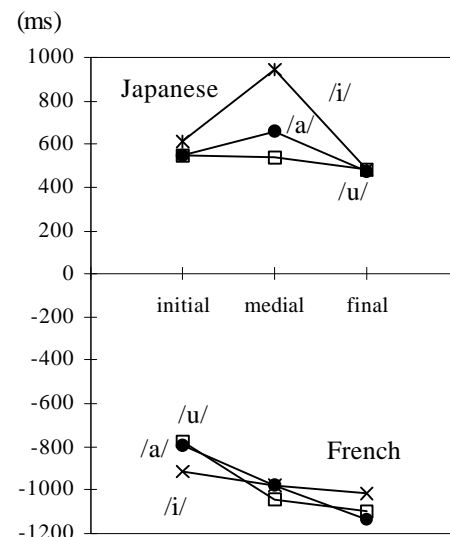 (ms)
1000
Japanese
800
/i/
/a/
600
400
/u/
200
0
initial medial final
-200
-400
-600
/u/
-800
/a/
French
-1000
/i/
-1200